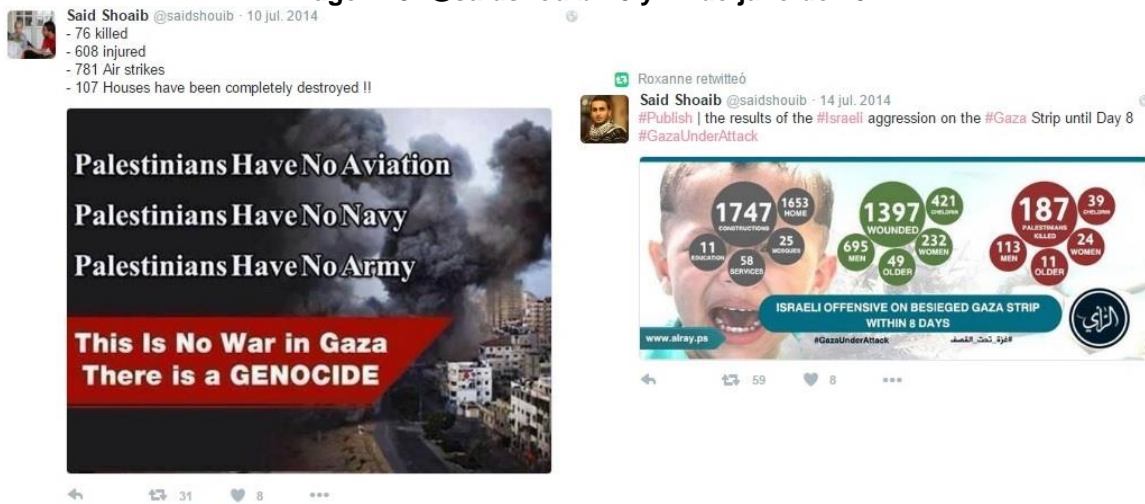 Said Shoaib @saidshouib · 10 jul. 2014
- 76 killed
- 608 injured
- 781 Air strikes
- 107 Houses have been completely destroyed !!
Palestinians Have No Aviation
Palestinians Have No Navy
Palestinians Have No Army
This Is No War in Gaza
There is a GENOCIDE
31
8
Roxanne retwitteó
Said Shoaib @saidshouib · 14 jul. 2014
#Publish | the results of the #Israeli aggression on the #Gaza Strip until Day 8
#GazaUnderAttack
1747
CONSTRUCTIONS
1653
HOME
11
EDUCATION
58
SERVICES
25
MOSQUES
1397
WOUNDED
421
CHILDREN
695
MEN
49
OLDER
232
WOMEN
187
PALESTINIANS
KILLED
39
CHILDREN
113
MEN
11
OLDER
24
WOMEN
ISRAELI OFFENSIVE ON BESIEGED GAZA STRIP
WITHIN 8 DAYS
الرأي
www.alray.ps
#GazaUnderAttack
#غزة_تحت_القصف
59
8